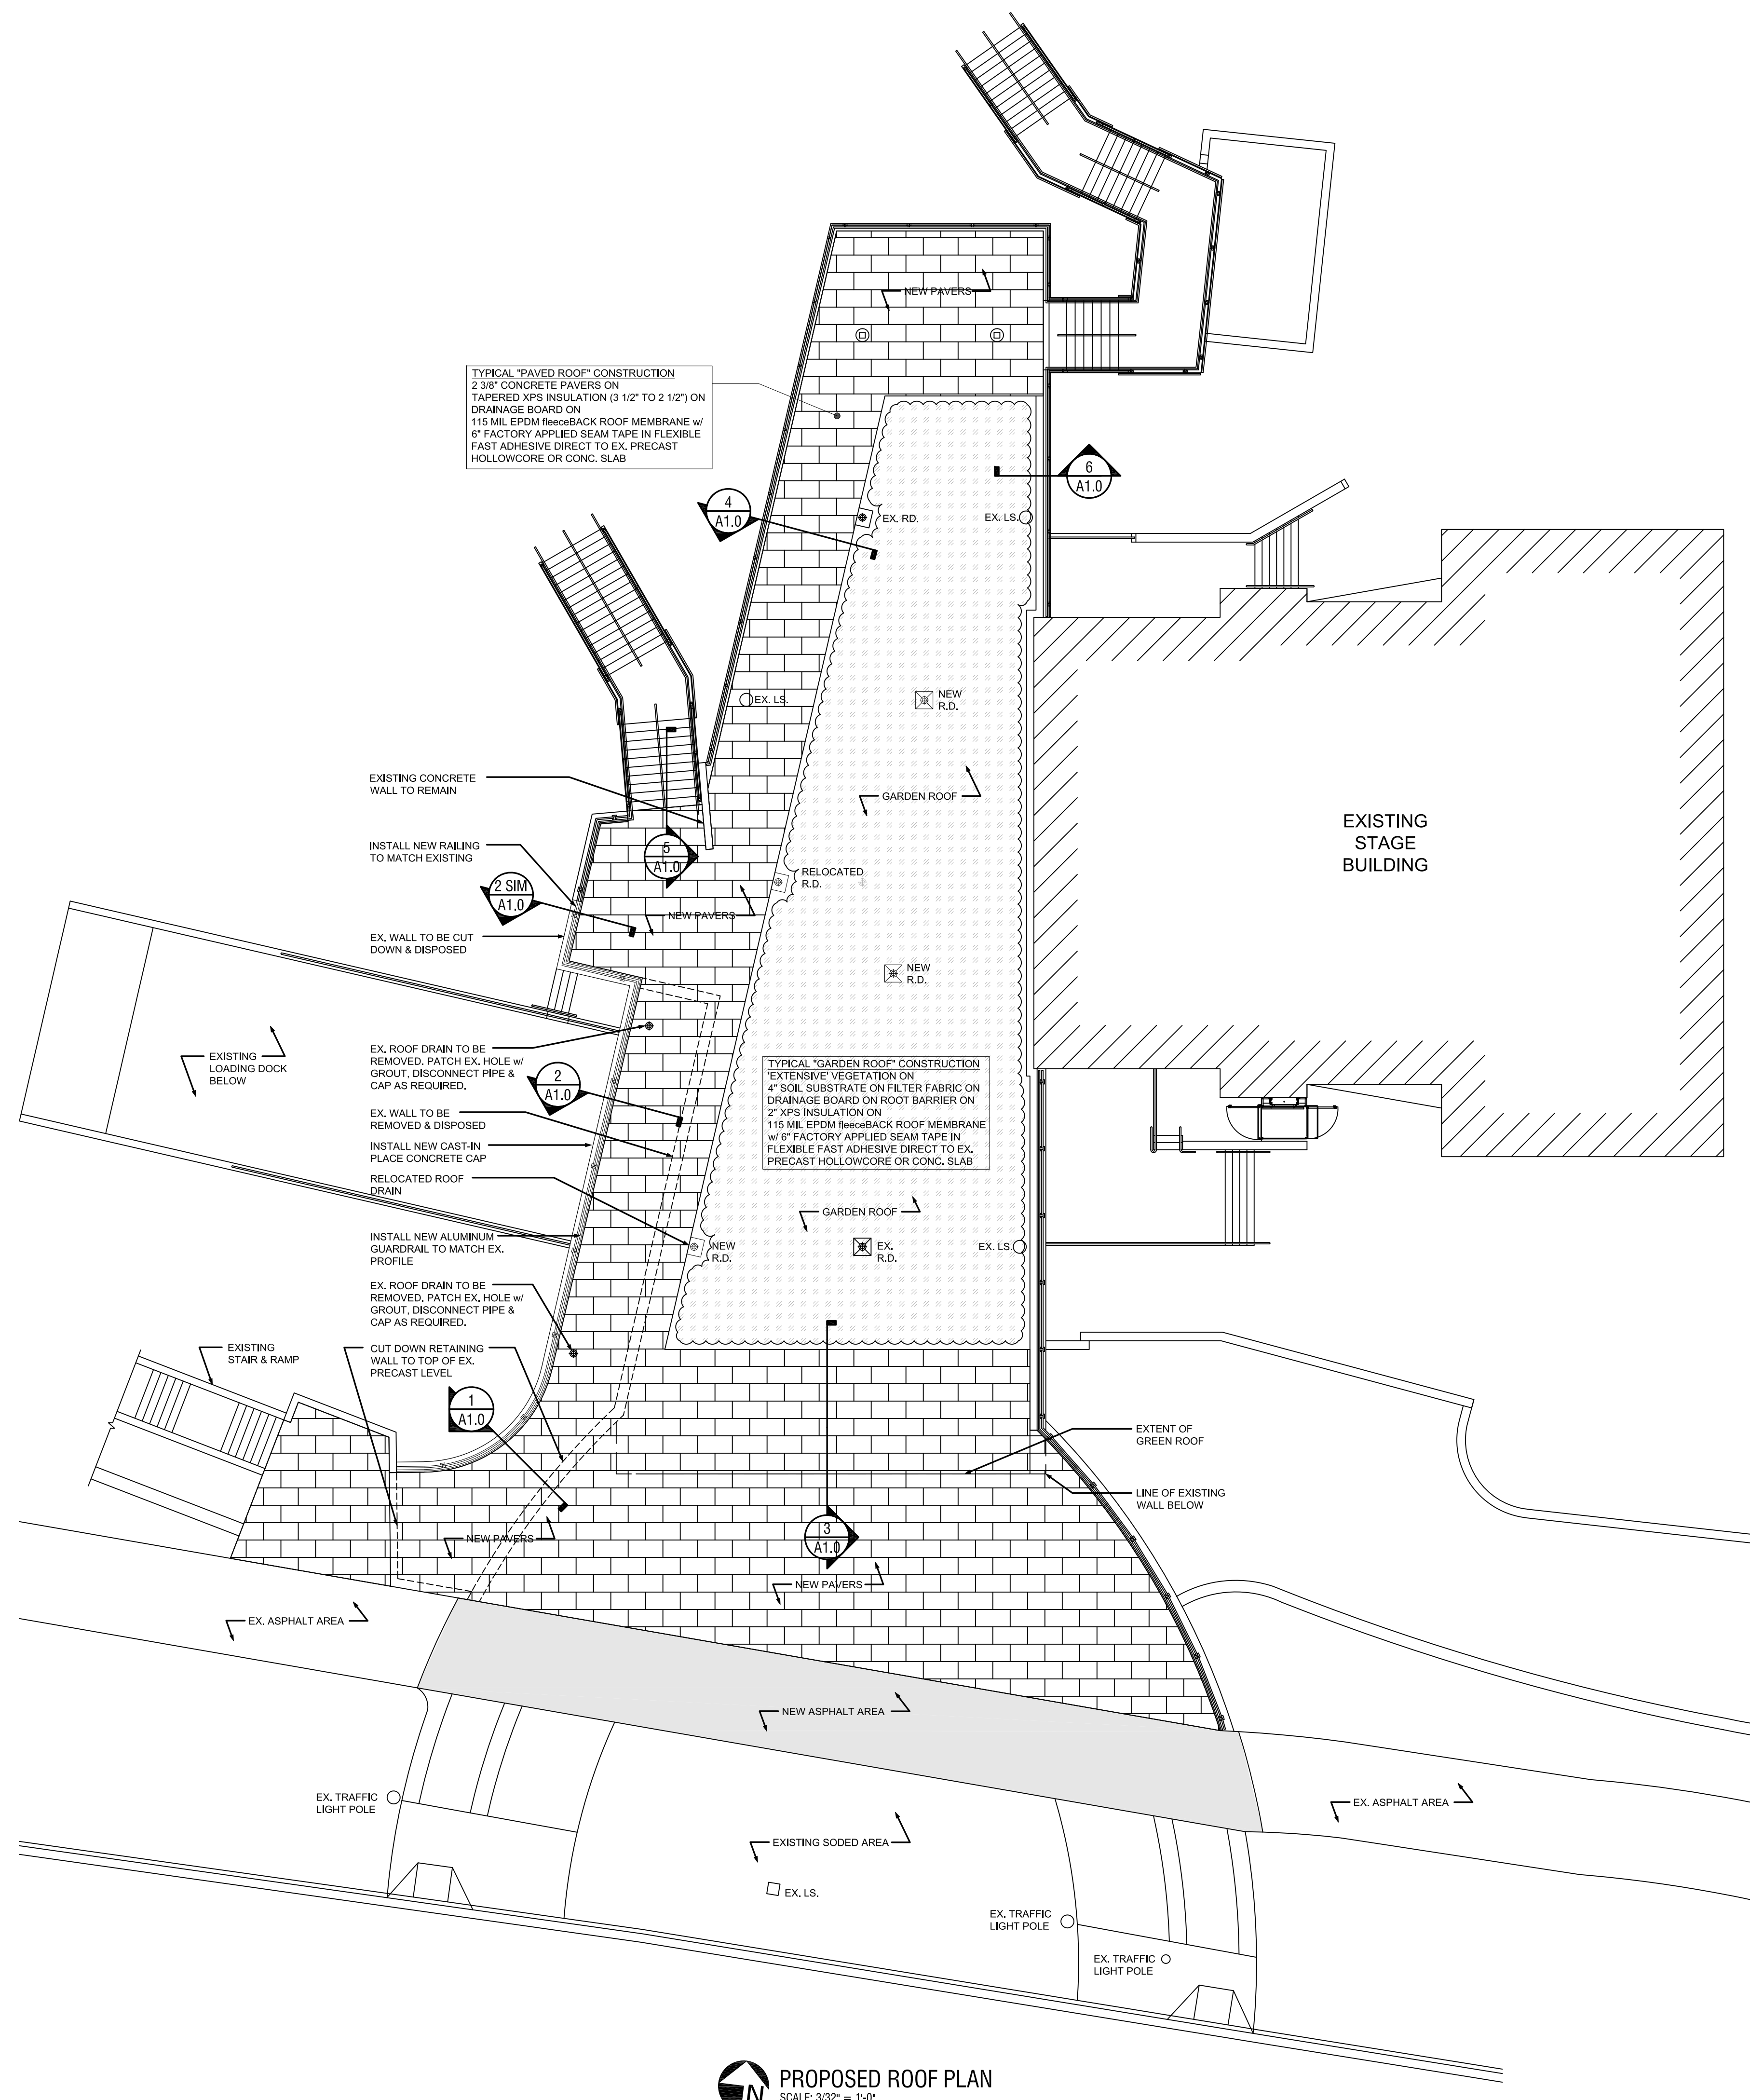 NEW PAVERS
TYPICAL "PAVED ROOF" CONSTRUCTION
2 3/8" CONCRETE PAVERS ON
TAPERED XPS INSULATION (3 1/2" TO 2 1/2") ON
DRAINAGE BOARD ON
115 MIL EPDM fleeceBACK ROOF MEMBRANE w/
6" FACTORY APPLIED SEAM TAPE IN FLEXIBLE
FAST ADHESIVE DIRECT TO EX. PRECAST
HOLLOWCORE OR CONC. SLAB
6
A1.0
4
A1.0
EX. RD.
EX. LS.
EX. LS.
NEW
R.D.
EXISTING CONCRETE
WALL TO REMAIN
GARDEN ROOF
EXISTING
STAGE
BUILDING
INSTALL NEW RAILING
TO MATCH EXISTING
5
A1.0
RELOCATED
R.D.
2 SIM
A1.0
NEW PAVERS
EX. WALL TO BE CUT
DOWN & DISPOSED
NEW
R.D.
EXISTING
LOADING DOCK
BELOW
EX. ROOF DRAIN TO BE
REMOVED. PATCH EX. HOLE w/
GROUT, DISCONNECT PIPE &
CAP AS REQUIRED.
2
A1.0
TYPICAL "GARDEN ROOF" CONSTRUCTION
'EXTENSIVE' VEGETATION ON
4" SOIL SUBSTRATE ON FILTER FABRIC ON
DRAINAGE BOARD ON ROOT BARRIER ON
2" XPS INSULATION ON
115 MIL EPDM fleeceBACK ROOF MEMBRANE
w/ 6" FACTORY APPLIED SEAM TAPE IN
FLEXIBLE FAST ADHESIVE DIRECT TO EX.
PRECAST HOLLOWCORE OR CONC. SLAB
EX. WALL TO BE
REMOVED & DISPOSED
INSTALL NEW CAST-IN
PLACE CONCRETE CAP
RELOCATED ROOF
DRAIN
GARDEN ROOF
INSTALL NEW ALUMINUM
GUARDRAIL TO MATCH EX.
PROFILE
NEW
R.D.
EX.
R.D.
EX. LS.
EX. ROOF DRAIN TO BE
REMOVED. PATCH EX. HOLE w/
GROUT, DISCONNECT PIPE &
CAP AS REQUIRED.
EXISTING
STAIR & RAMP
CUT DOWN RETAINING
WALL TO TOP OF EX.
PRECAST LEVEL
1
A1.0
EXTENT OF
GREEN ROOF
LINE OF EXISTING
WALL BELOW
3
A1.0
NEW PAVERS
NEW PAVERS
EX. ASPHALT AREA
NEW ASPHALT AREA
EX. TRAFFIC
LIGHT POLE
EX. ASPHALT AREA
EXISTING SODED AREA
EX. LS.
EX. TRAFFIC
LIGHT POLE
EX. TRAFFIC
LIGHT POLE
N
PROPOSED ROOF PLAN
SCALE: 3/32" = 1'-0"